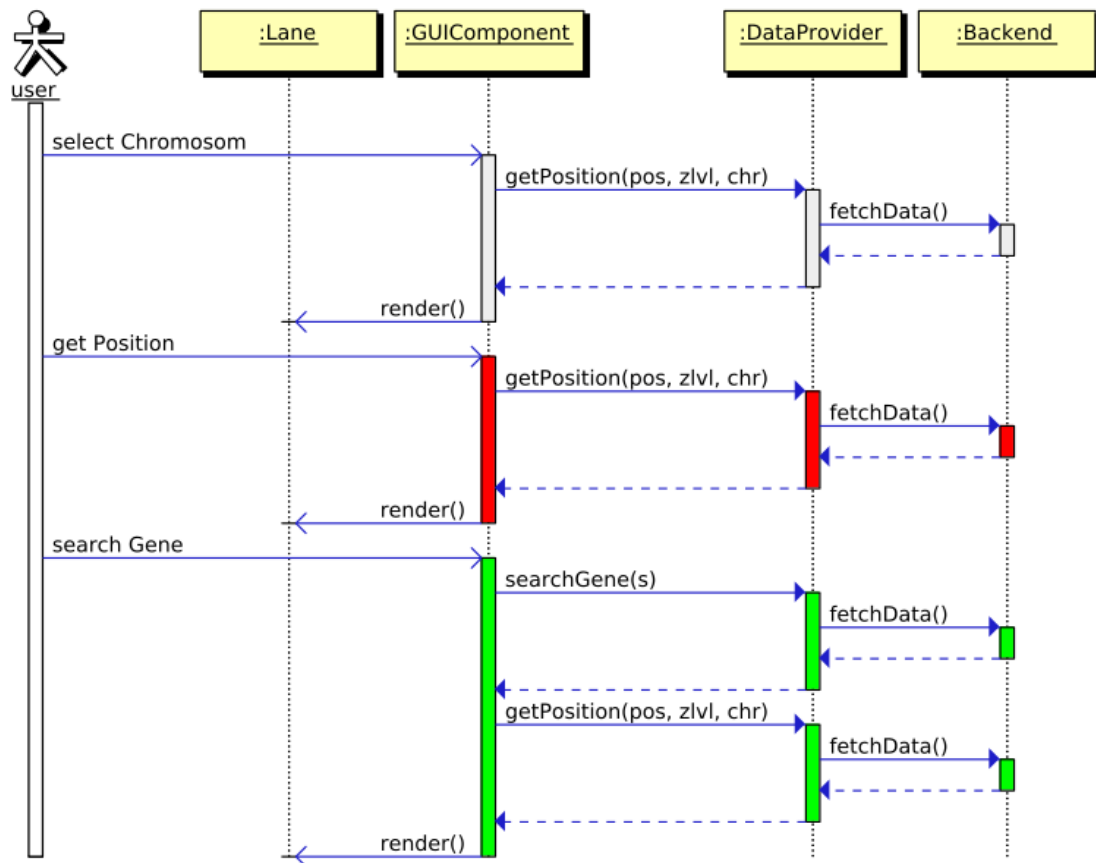 :Lane
:GUIComponent
:DataProvider
:Backend
user
select Chromosom
getPosition(pos, zlvl, chr)
fetchData()
render()
get Position
getPosition(pos, zlvl, chr)
fetchData()
render()
search Gene
searchGene(s)
fetchData()
getPosition(pos, zlvl, chr)
fetchData()
render()